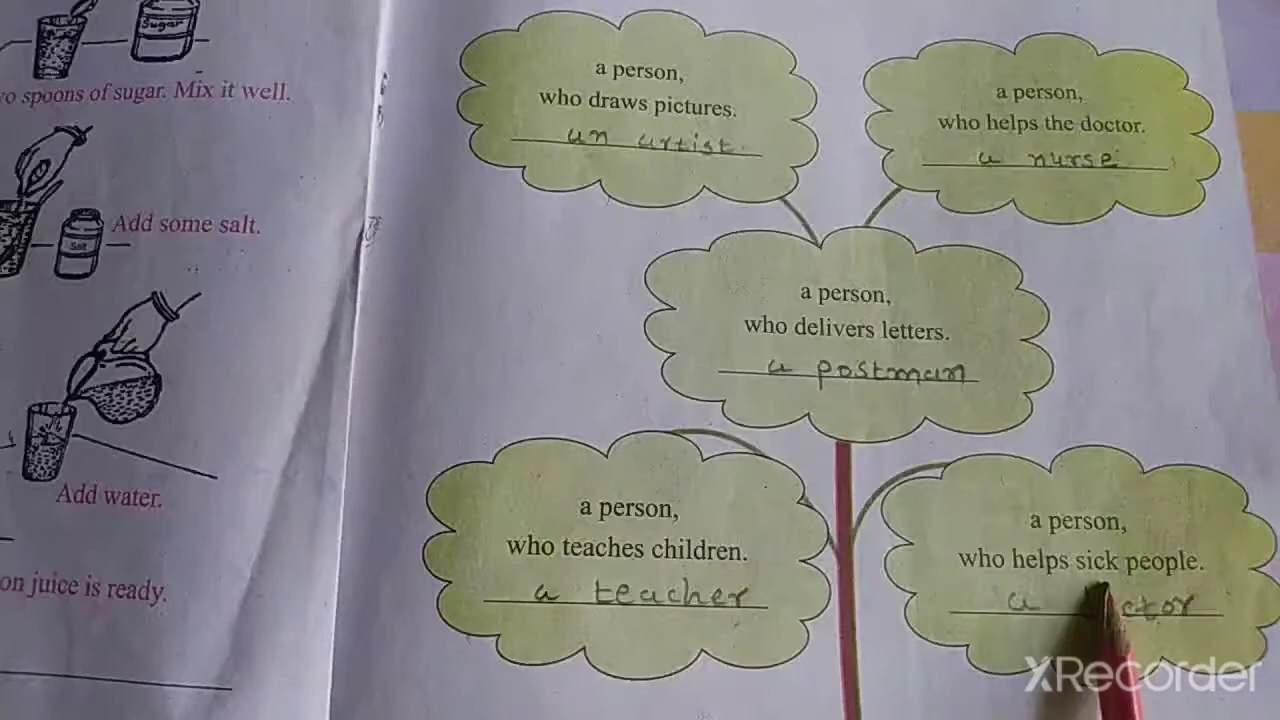 Sugar
o spoons of sugar. Mix it well.
Salt
Add some salt.
Add water.
on juice is ready.
a person,
who draws pictures.
an artist.
a person,
who helps the doctor.
a nurse
a person,
who delivers letters.
a postman
a person,
who teaches children.
a teacher
a person,
who helps sick people.
a ctor
XRecorder